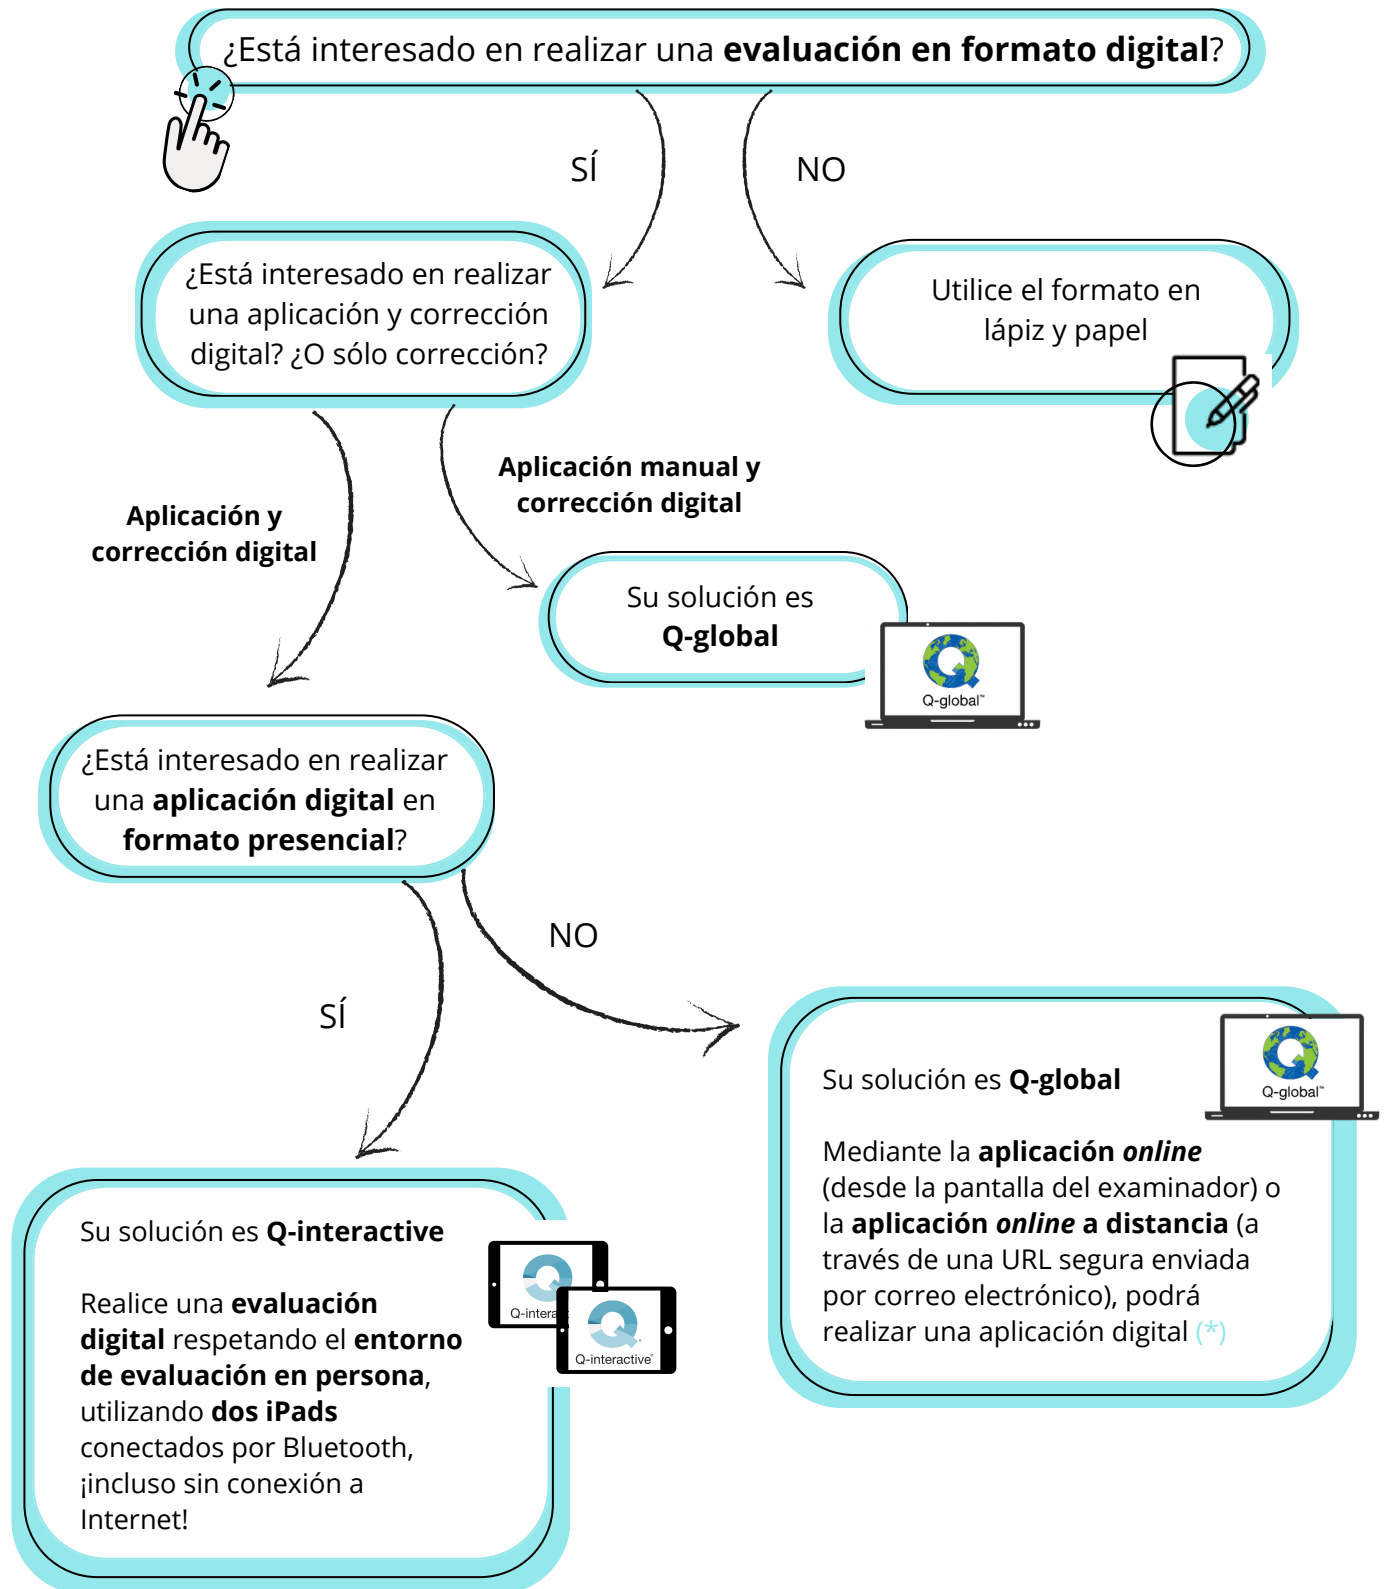 ¿Está interesado en realizar una evaluación en formato digital?
SÍ
NO
¿Está interesado en realizar
una aplicación y corrección
digital? ¿O sólo corrección?
Utilice el formato en
lápiz y papel
Aplicación manual y
corrección digital
Aplicación y
corrección digital
Su solución es
Q-global
Q-global™
¿Está interesado en realizar
una aplicación digital en
formato presencial?
NO
SÍ
Q-global™
Su solución es Q-global
Mediante la aplicación online
(desde la pantalla del examinador) o
la aplicación online a distancia (a
través de una URL segura enviada
por correo electrónico), podrá
realizar una aplicación digital (*)
Su solución es Q-interactive
Q-interac
Q-interactive®
Realice una evaluación
digital respetando el entorno
de evaluación en persona,
utilizando dos iPads
conectados por Bluetooth,
¡incluso sin conexión a
Internet!